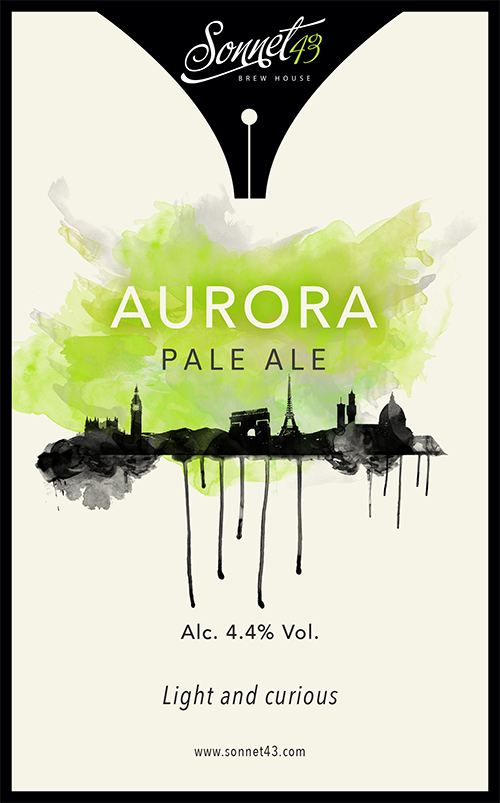 Sonnet43
BREW HOUSE
AURORA
PALE ALE
Alc. 4.4% Vol.
Light and curious
www.sonnet43.com